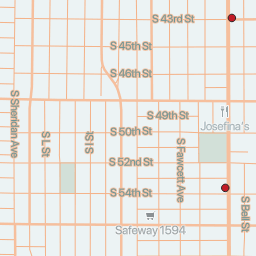 S 43rd St
S 45th St
S 46th St
S 49th St
Josefina's
S 50th St
S 52nd St
S 54th St
Safeway 1594
S Sheridan Ave
S L St
S I St
S Fawcett Ave
S Bell St